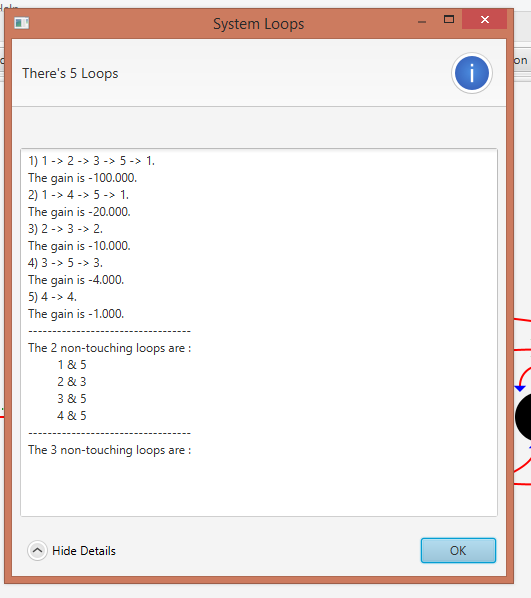 System Loops
There's 5 Loops
on
1) 1 -> 2 -> 3 -> 5 -> 1.
The gain is -100.000.
2) 1 -> 4 -> 5 -> 1.
The gain is -20.000.
3) 2 -> 3 -> 2.
The gain is -10.000.
4) 3 -> 5 -> 3.
The gain is -4.000.
5) 4 -> 4.
The gain is -1.000.
---------------------------------
The 2 non-touching loops are :
1 & 5
2 & 3
3 & 5
4 & 5
---------------------------------
The 3 non-touching loops are :
Hide Details
OK